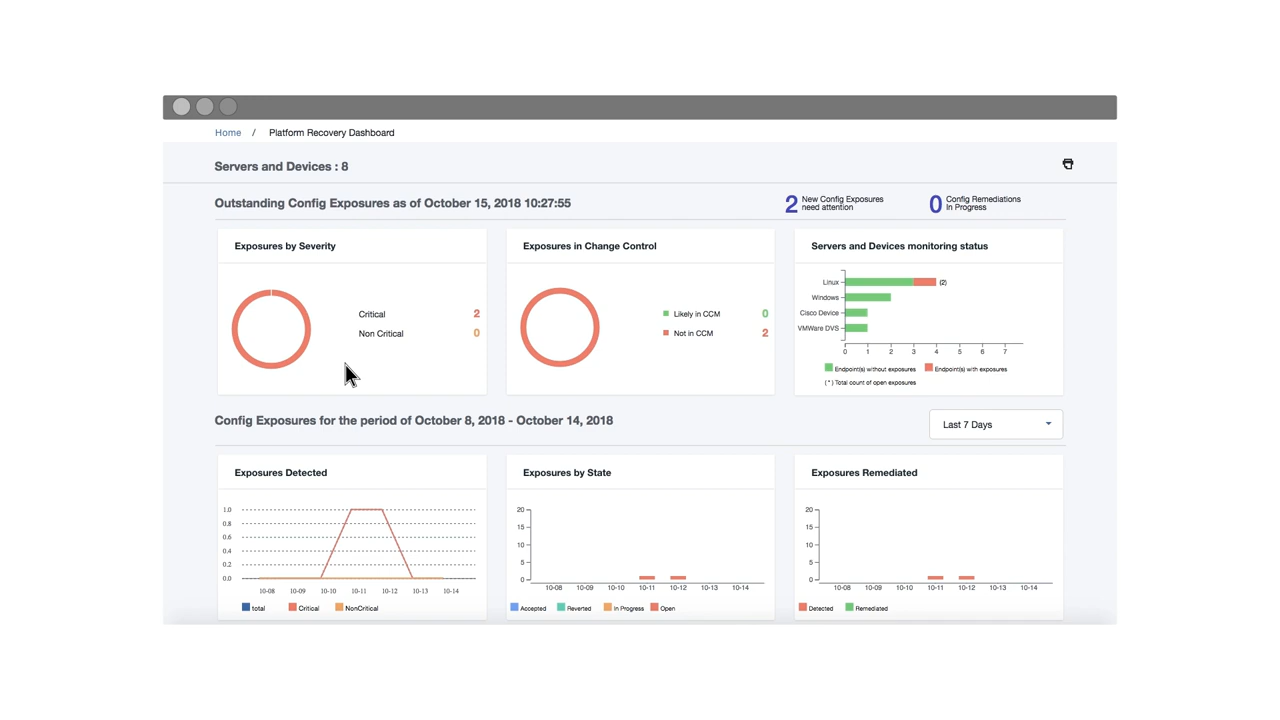 Home / Platform Recovery Dashboard
Servers and Devices : 8
Outstanding Config Exposures as of October 15, 2018 10:27:55
2 New Config Exposures
need attention
0 Config Remediations
In Progress
Exposures by Severity
Critical 2
Non Critical 0
Exposures in Change Control
Likely in CCM 0
Not in CCM 2
Servers and Devices monitoring status
Linux (2)
Windows
Cisco Device
VMWare DVS
0 1 2 3 4 5 6 7
Endpoint(s) without exposures Endpoint(s) with exposures
( * ) Total count of open exposures
Config Exposures for the period of October 8, 2018 - October 14, 2018
Last 7 Days
Exposures Detected
1.0
0.8
0.6
0.4
0.2
0.0
10-08 10-09 10-10 10-11 10-12 10-13 10-14
total Critical NonCritical
Exposures by State
20
15
10
5
0
10-08 10-09 10-10 10-11 10-12 10-13 10-14
Accepted Reverted In Progress Open
Exposures Remediated
20
15
10
5
0
10-08 10-09 10-10 10-11 10-12 10-13 10-14
Detected Remediated